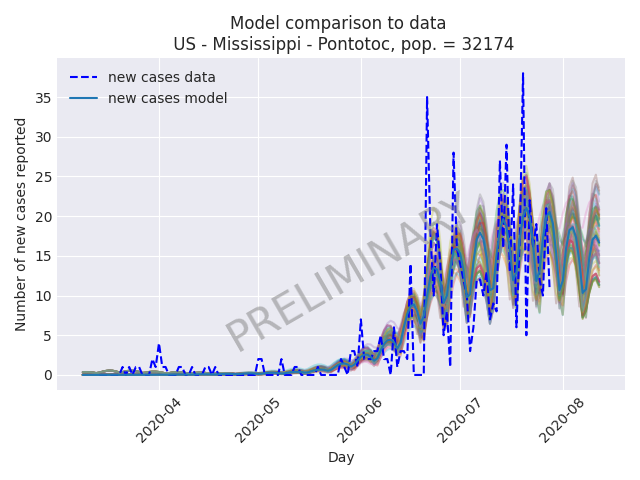 Model comparison to data
US - Mississippi - Pontotoc, pop. = 32174
new cases data
new cases model
Number of new cases reported
35
30
25
20
15
10
5
0
PRELIMINARY
2020-04
2020-05
2020-06
2020-07
2020-08
Day